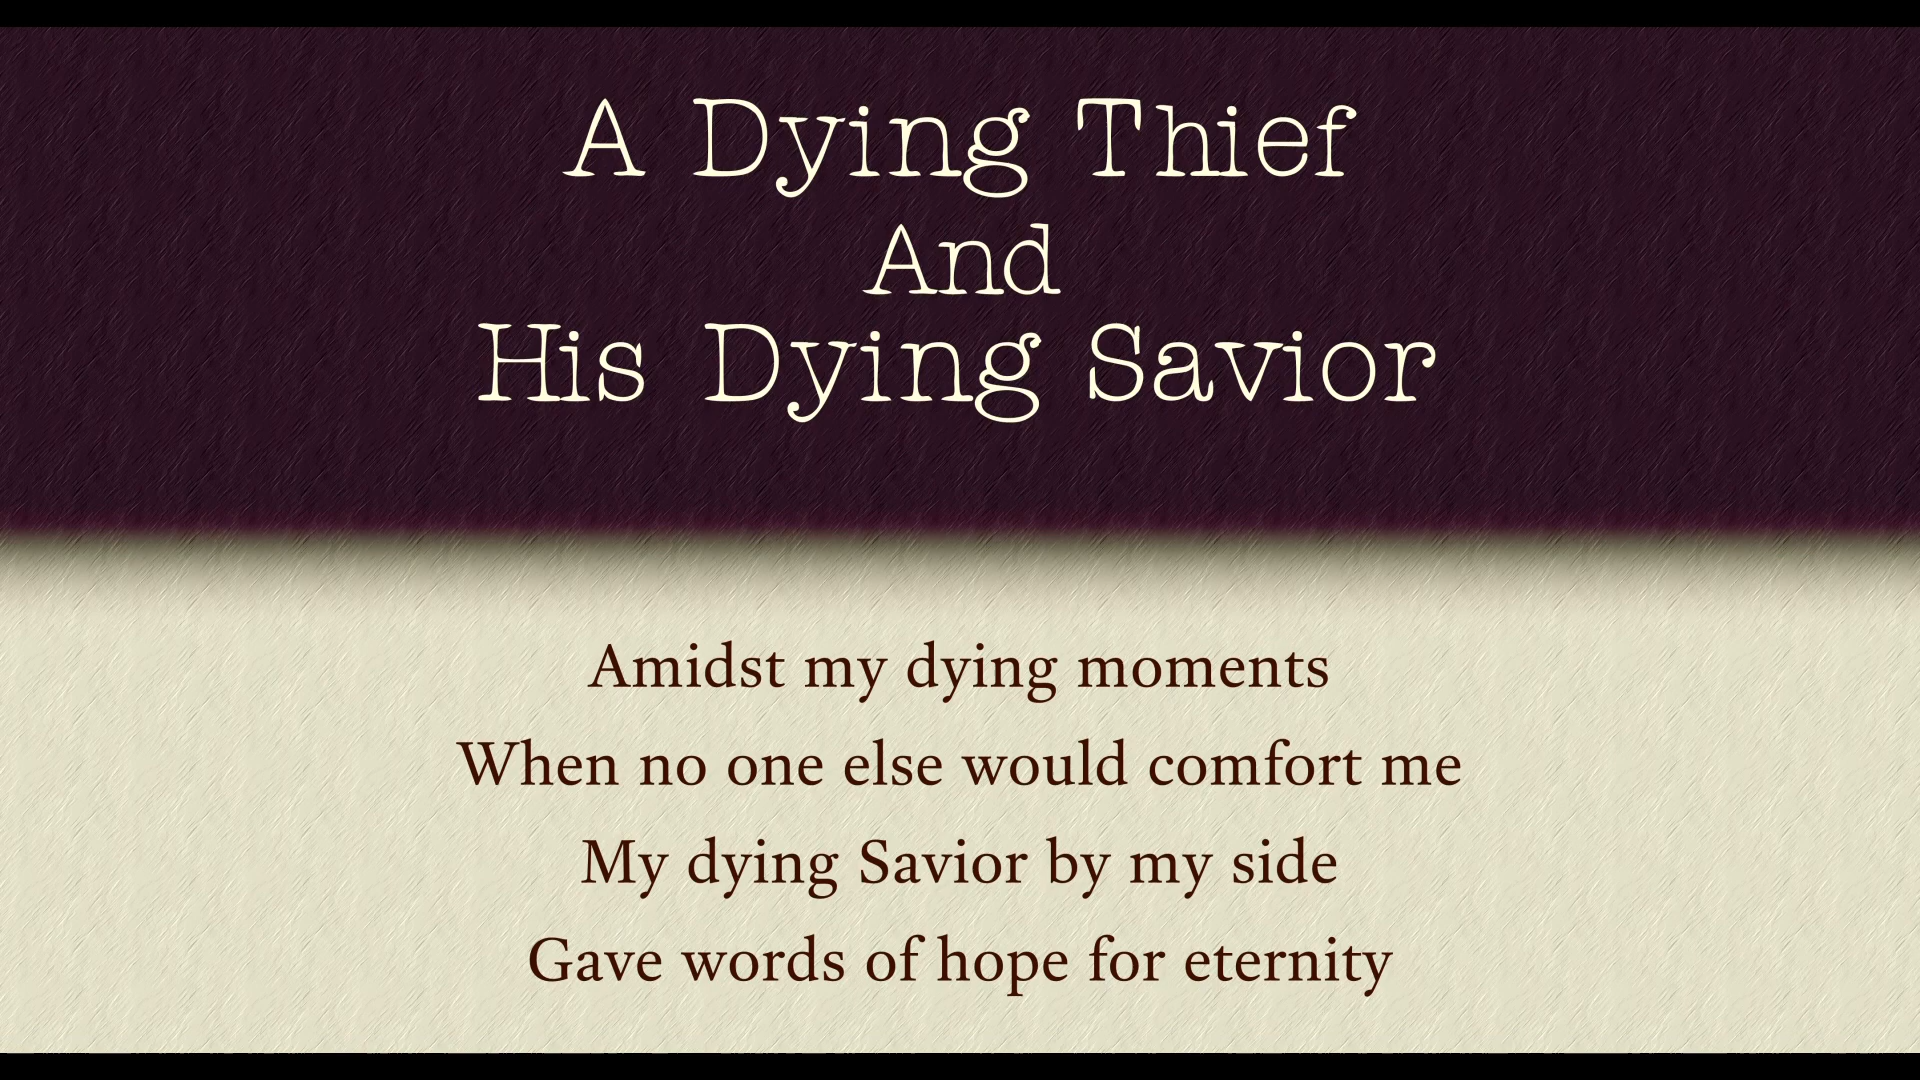 A Dying Thief
And
His Dying Savior
Amidst my dying moments
When no one else would comfort me
My dying Savior by my side
Gave words of hope for eternity